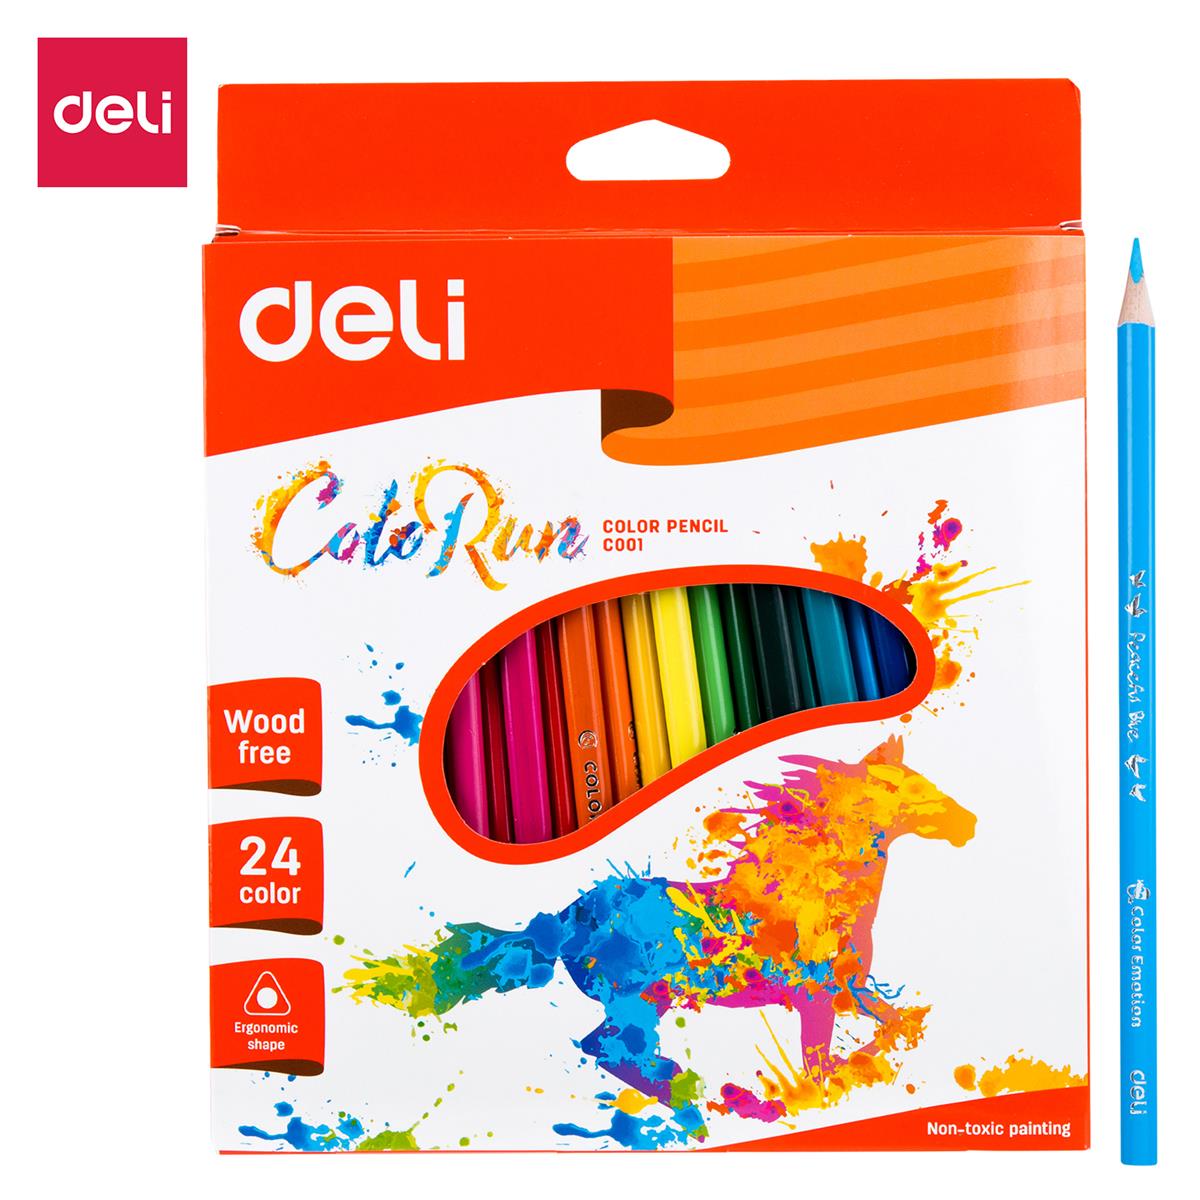 deli
deli
ColoRun
COLOR PENCIL
C001
Wood
free
24
color
Ergonomic
shape
Non-toxic painting
Color Emotion
deli